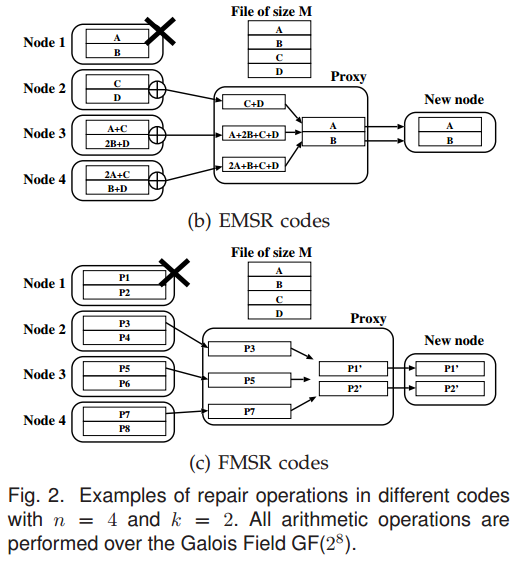 File of size M
Node 1
A
B
A
B
C
D
Node 2
C
D
Proxy
C+D
New node
Node 3
A+C
2B+D
A+2B+C+D
A
B
A
B
Node 4
2A+C
B+D
2A+B+C+D
(b) EMSR codes
File of size M
Node 1
P1
P2
A
B
C
D
Node 2
P3
P4
Proxy
P3
New node
Node 3
P5
P6
P5
P1'
P2'
P1'
P2'
Node 4
P7
P8
P7
(c) FMSR codes
Fig. 2. Examples of repair operations in different codes
with n = 4 and k = 2. All arithmetic operations are
performed over the Galois Field GF(2⁸).